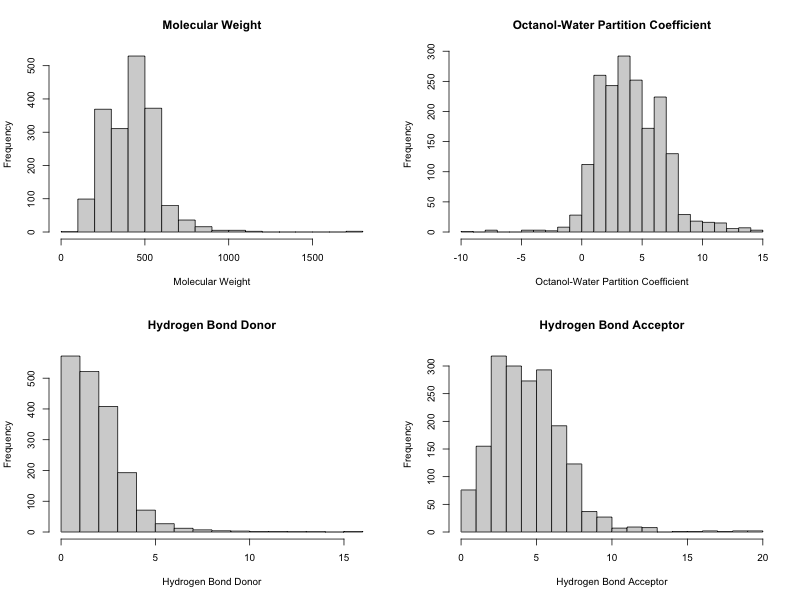 Molecular Weight
Frequency
0 100 200 300 400 500
0 500 1000 1500
Molecular Weight
Octanol-Water Partition Coefficient
Frequency
0 50 100 150 200 250 300
-10 -5 0 5 10 15
Octanol-Water Partition Coefficient
Hydrogen Bond Donor
Frequency
0 100 200 300 400 500
0 5 10 15
Hydrogen Bond Donor
Hydrogen Bond Acceptor
Frequency
0 50 100 150 200 250 300
0 5 10 15 20
Hydrogen Bond Acceptor